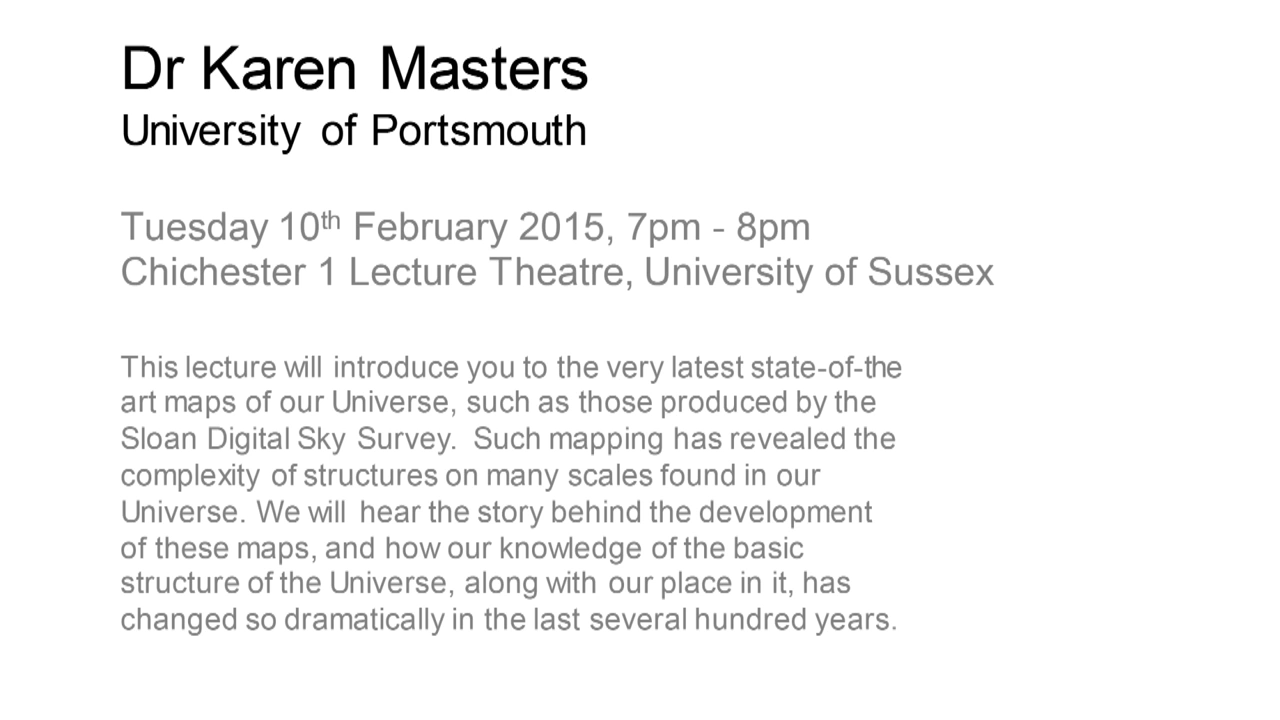 Dr Karen Masters
University of Portsmouth
Tuesday 10th February 2015, 7pm - 8pm
Chichester 1 Lecture Theatre, University of Sussex
This lecture will introduce you to the very latest state-of-the
art maps of our Universe, such as those produced by the
Sloan Digital Sky Survey.  Such mapping has revealed the
complexity of structures on many scales found in our
Universe. We will hear the story behind the development
of these maps, and how our knowledge of the basic
structure of the Universe, along with our place in it, has
changed so dramatically in the last several hundred years.